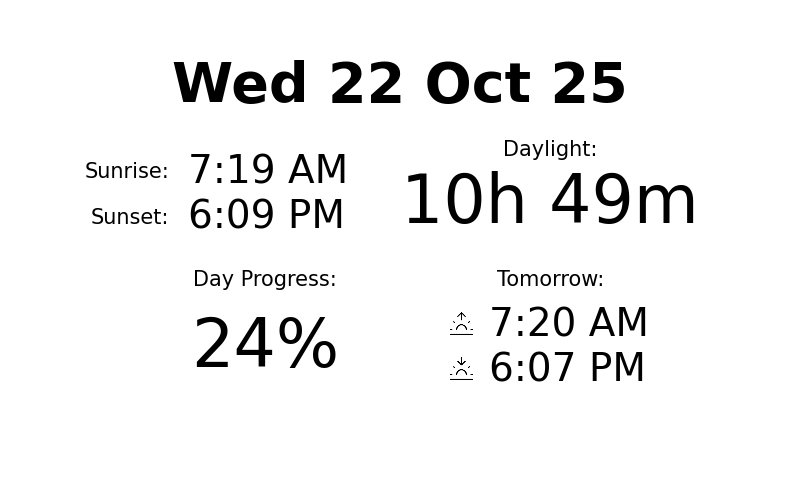 Wed 22 Oct 25
Sunrise: 7:19 AM
Sunset: 6:09 PM
Daylight:
10h 49m
Day Progress:
24%
Tomorrow:
7:20 AM
6:07 PM